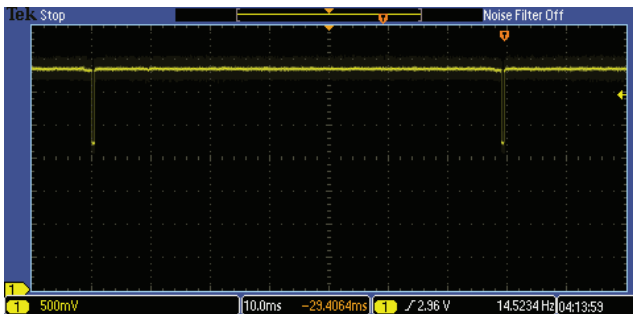 Tek Stop Noise Filter Off
T
T
1
1 500mV 10.0ms -29.4064ms 1 / 2.96 V 14.5234 Hz 04:13:59